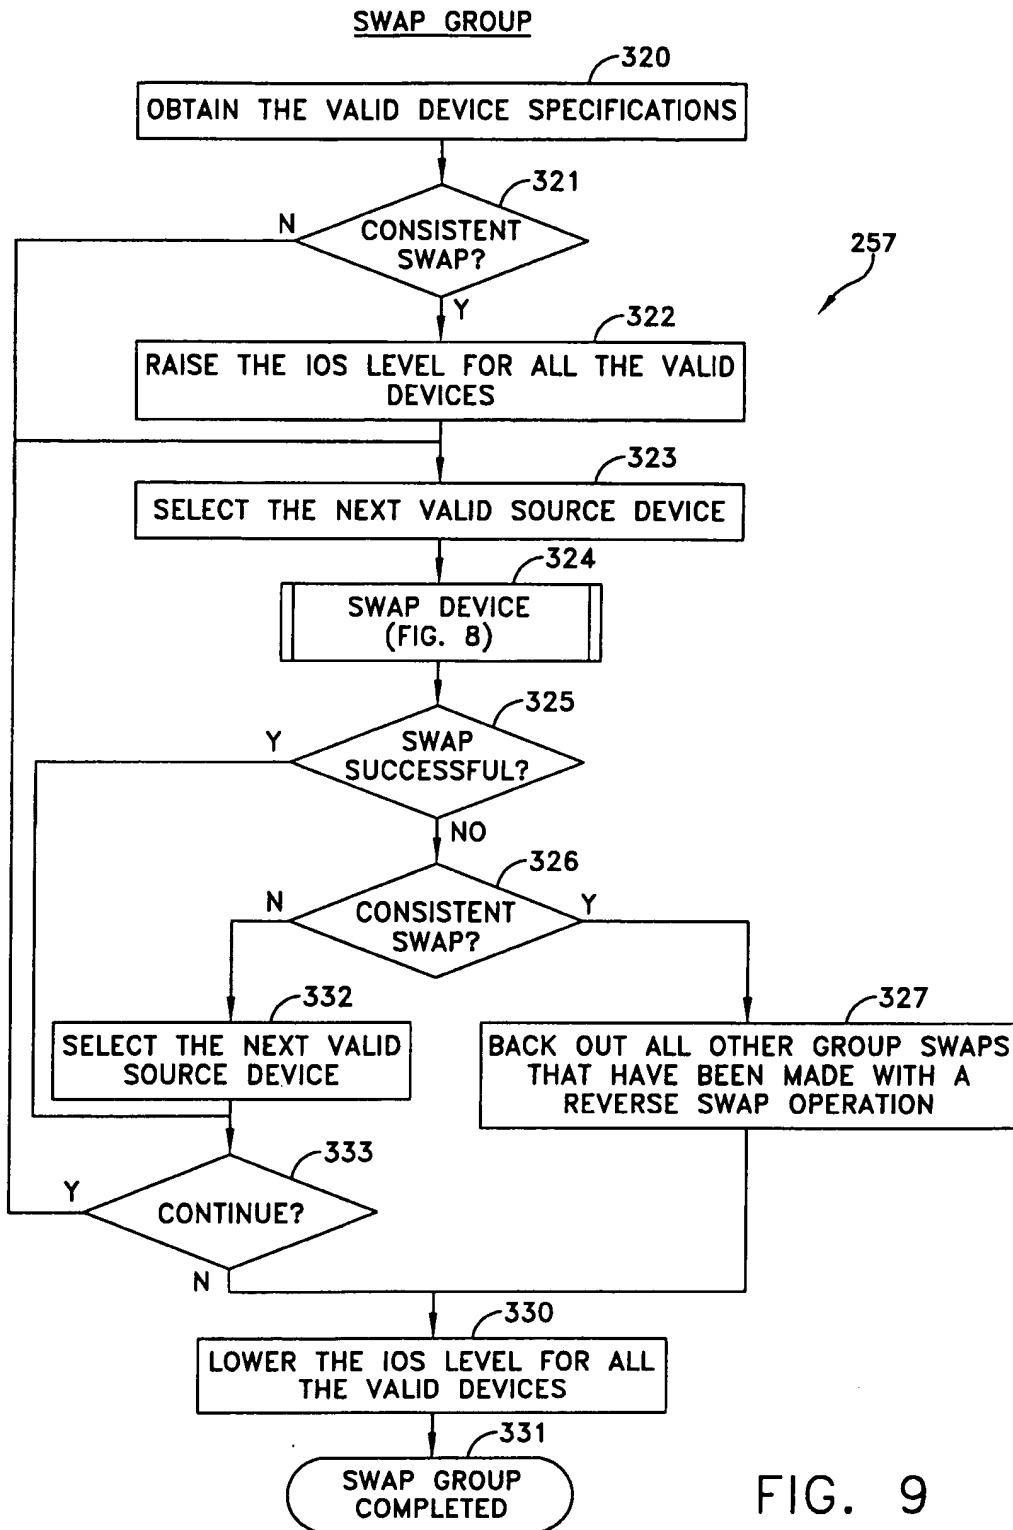 SWAP GROUP
320
OBTAIN THE VALID DEVICE SPECIFICATIONS
321
N
CONSISTENT
SWAP?
257
Y
322
RAISE THE IOS LEVEL FOR ALL THE VALID
DEVICES
323
SELECT THE NEXT VALID SOURCE DEVICE
324
SWAP DEVICE
(FIG. 8)
325
Y
SWAP
SUCCESSFUL?
NO
326
N
CONSISTENT
SWAP?
Y
332
SELECT THE NEXT VALID
SOURCE DEVICE
327
BACK OUT ALL OTHER GROUP SWAPS
THAT HAVE BEEN MADE WITH A
REVERSE SWAP OPERATION
333
Y
CONTINUE?
N
330
LOWER THE IOS LEVEL FOR ALL
THE VALID DEVICES
331
SWAP GROUP
COMPLETED
FIG. 9